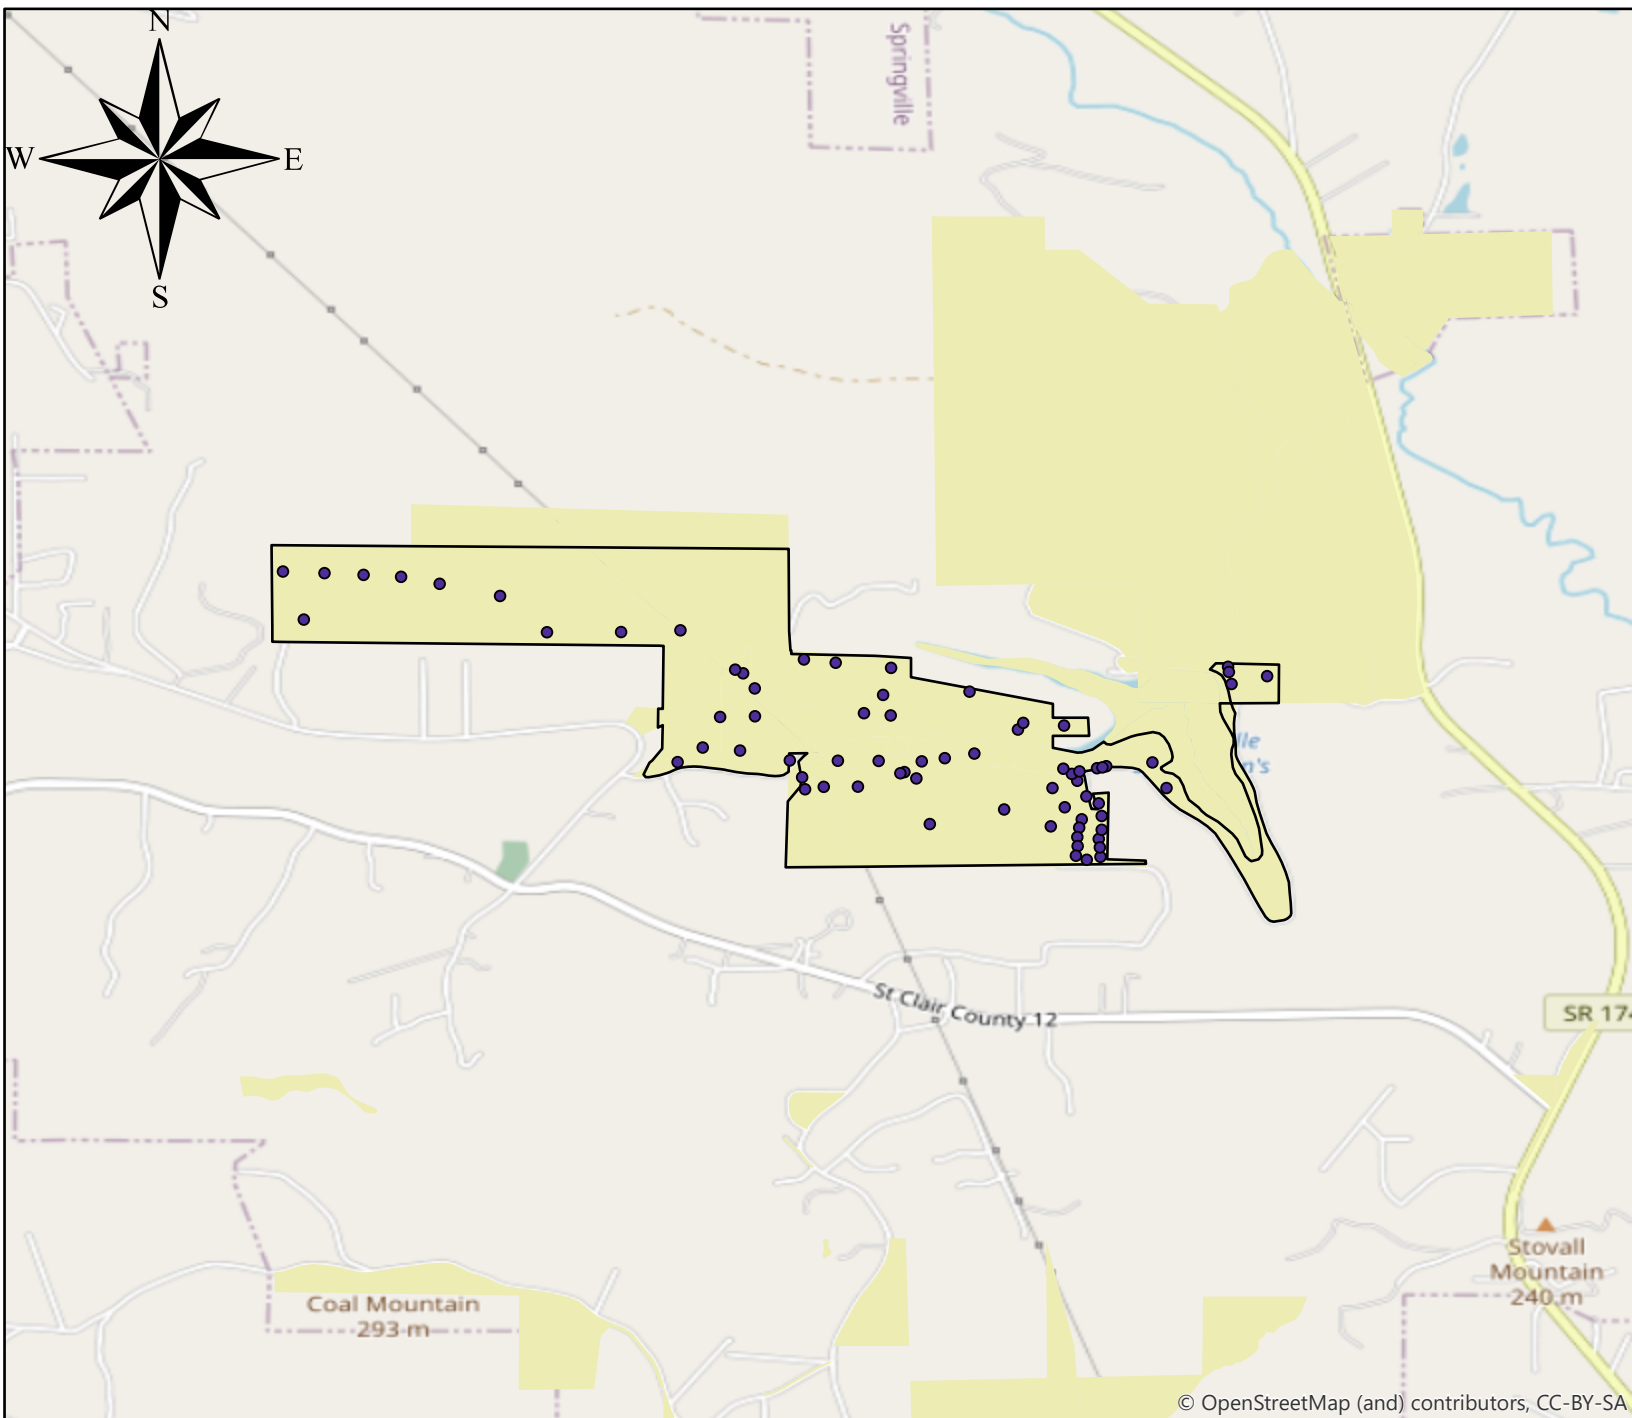 N
Springville
W
E
S
St Clair County 12
SR 174
Stovall
Mountain
240 m
Coal Mountain
293 m
© OpenStreetMap (and) contributors, CC-BY-SA